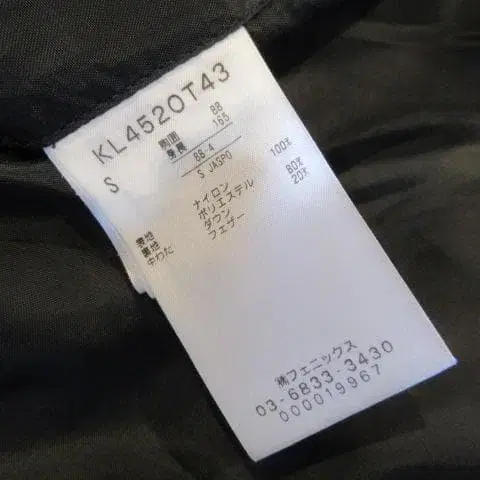 KL4520T43
S
胸囲 88
身長 165
88-4
S JASPO
表地 ナイロン 100%
裏地 ポリエステル
中わた ダウン 80%
フェザー 20%
㈱フェニックス
03-6833-3430
000019967